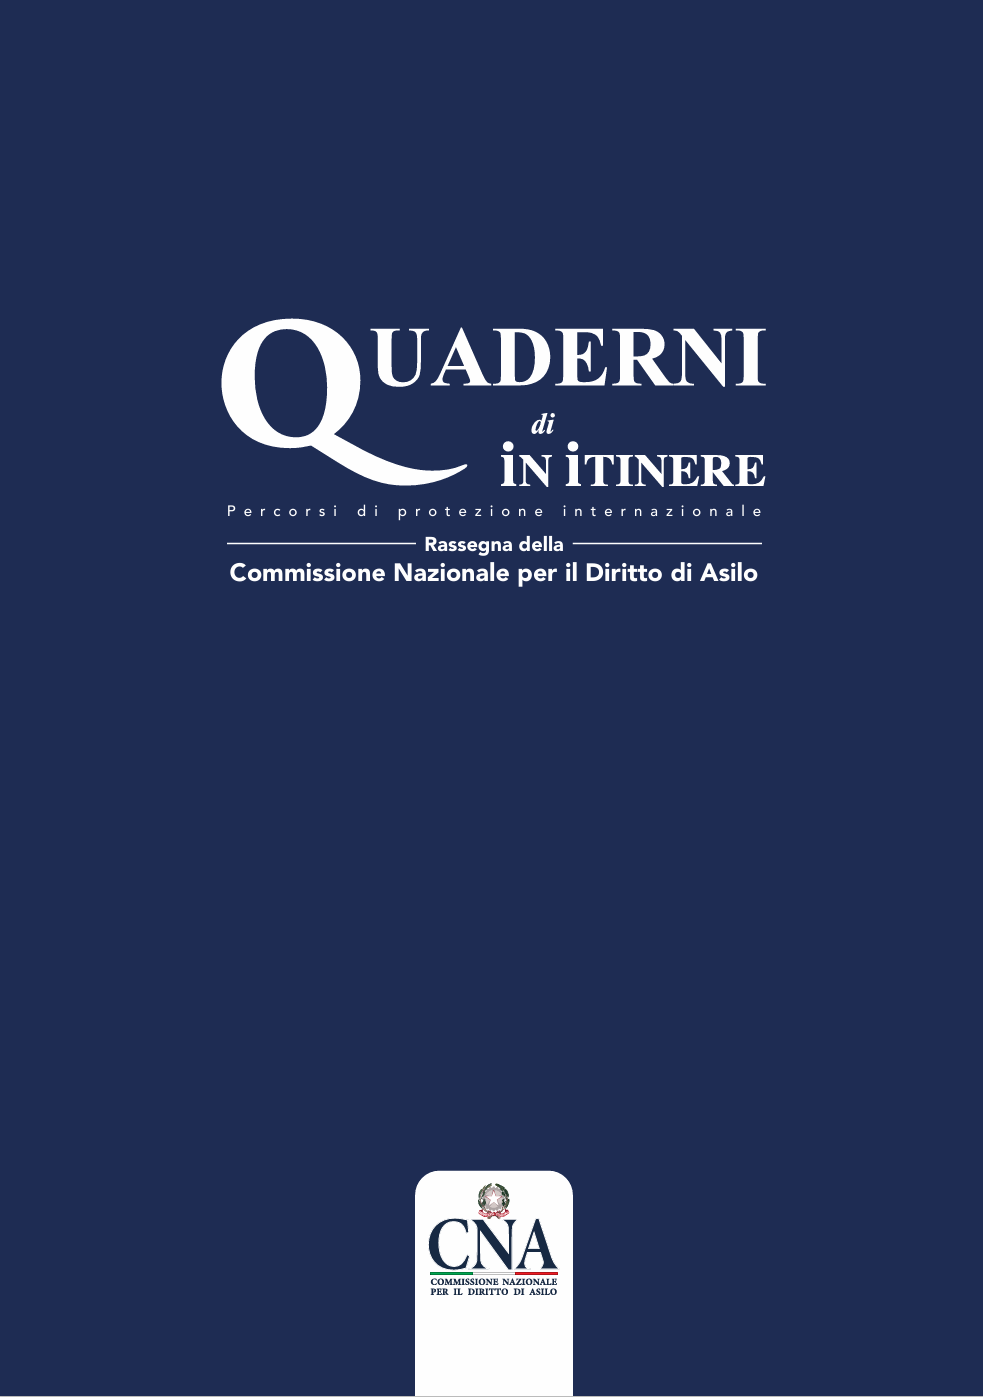 QUADERNI
di
iN iTINERE
Percorsi di protezione internazionale
Rassegna della
Commissione Nazionale per il Diritto di Asilo
CNA
COMMISSIONE NAZIONALE
PER IL DIRITTO DI ASILO